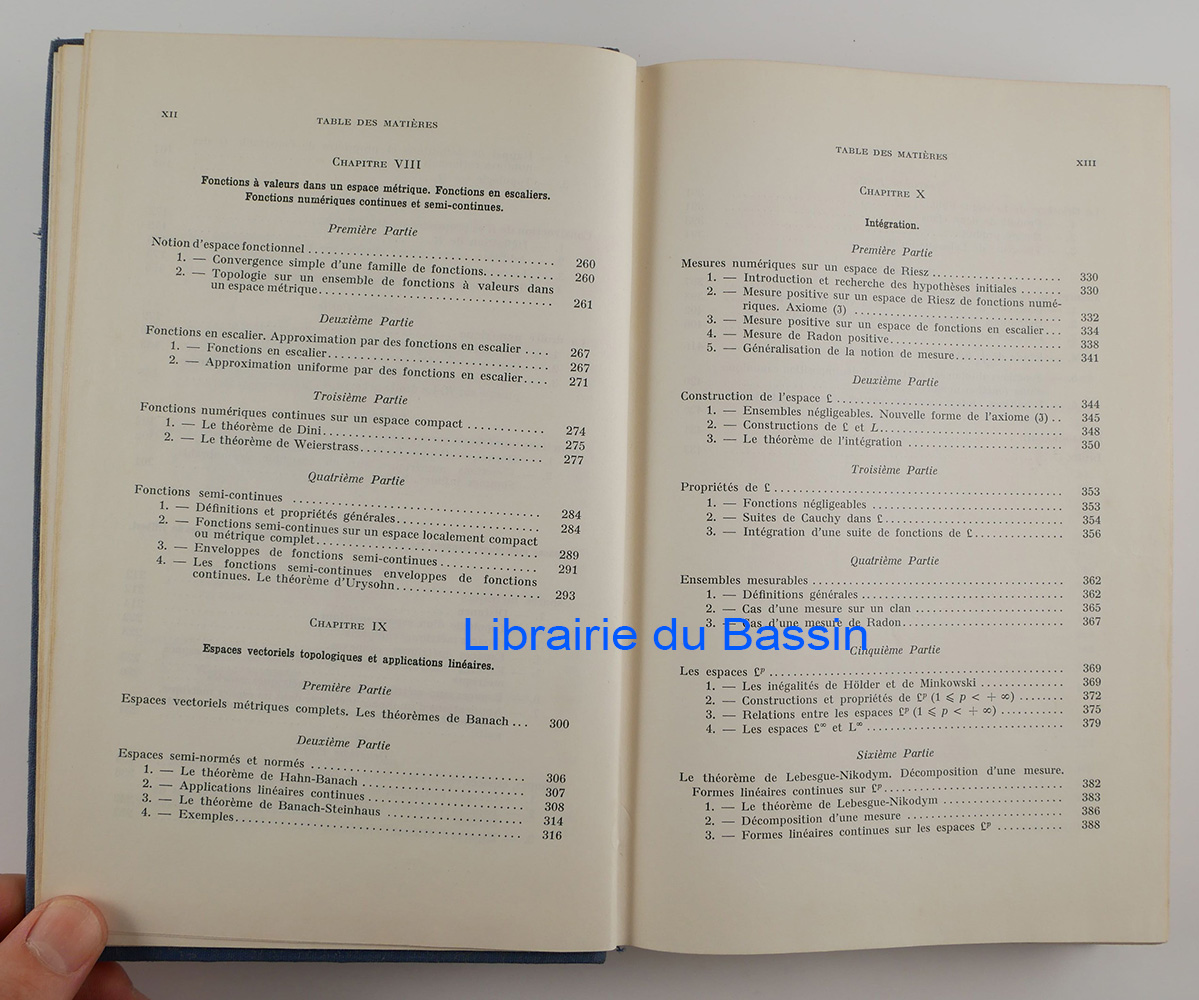 XII
TABLE DES MATIÈRES
CHAPITRE VIII
Fonctions à valeurs dans un espace métrique. Fonctions en escaliers.
Fonctions numériques continues et semi-continues.
Première Partie
Notion d'espace fonctionnel .................... 260
1. — Convergence simple d'une famille de fonctions........... 260
2. — Topologie sur un ensemble de fonctions à valeurs dans
un espace métrique.................... 261
Deuxième Partie
Fonctions en escalier. Approximation par des fonctions en escalier .... 267
1. — Fonctions en escalier.................... 267
2. — Approximation uniforme par des fonctions en escalier.... 271
Troisième Partie
Fonctions numériques continues sur un espace compact ............ 274
1. — Le théorème de Dini.................... 275
2. — Le théorème de Weierstrass.................... 277
Quatrième Partie
Fonctions semi-continues .................... 284
1. — Définitions et propriétés générales.................... 284
2. — Fonctions semi-continues sur un espace localement compact
ou métrique complet.................... 289
3. — Enveloppes de fonctions semi-continues .............. 291
4. — Les fonctions semi-continues enveloppes de fonctions
continues. Le théorème d'Urysohn.................... 293
CHAPITRE IX
Espaces vectoriels topologiques et applications linéaires.
Première Partie
Espaces vectoriels métriques complets. Les théorèmes de Banach ... 300
Deuxième Partie
Espaces semi-normés et normés .................... 306
1. — Le théorème de Hahn-Banach .................... 307
2. — Applications linéaires continues .................... 308
3. — Le théorème de Banach-Steinhaus .................... 314
4. — Exemples.................... 316
TABLE DES MATIÈRES
XIII
CHAPITRE X
Intégration.
Première Partie
Mesures numériques sur un espace de Riesz .................... 330
1. — Introduction et recherche des hypothèses initiales ....... 330
2. — Mesure positive sur un espace de Riesz de fonctions numé-
riques. Axiome (3) .................... 332
3. — Mesure positive sur un espace de fonctions en escalier... 334
4. — Mesure de Radon positive.................... 338
5. — Généralisation de la notion de mesure.................... 341
Deuxième Partie
Construction de l'espace £ .................... 344
1. — Ensembles négligeables. Nouvelle forme de l'axiome (3) .. 345
2. — Constructions de £ et L.................... 348
3. — Le théorème de l'intégration .................... 350
Troisième Partie
Propriétés de £ .................... 353
1. — Fonctions négligeables .................... 353
2. — Suites de Cauchy dans £.................... 354
3. — Intégration d'une suite de fonctions de £.............. 356
Quatrième Partie
Ensembles mesurables .................... 362
1. — Définitions générales .................... 362
2. — Cas d'une mesure sur un clan .................... 365
3. — Cas d'une mesure de Radon.................... 367
Librairie du Bassin
Cinquième Partie
Les espaces £ᵖ.................... 369
1. — Les inégalités de Hölder et de Minkowski .............. 369
2. — Constructions et propriétés de £ᵖ (1 ⩽ p < + ∞) ........ 372
3. — Relations entre les espaces £ᵖ (1 ⩽ p < + ∞) ........... 375
4. — Les espaces £^∞ et L^∞ .................... 379
Sixième Partie
Le théorème de Lebesgue-Nikodym. Décomposition d'une mesure.
Formes linéaires continues sur £ᵖ.................... 382
1. — Le théorème de Lebesgue-Nikodym .................... 383
2. — Décomposition d'une mesure .................... 386
3. — Formes linéaires continues sur les espaces £ᵖ ........... 388